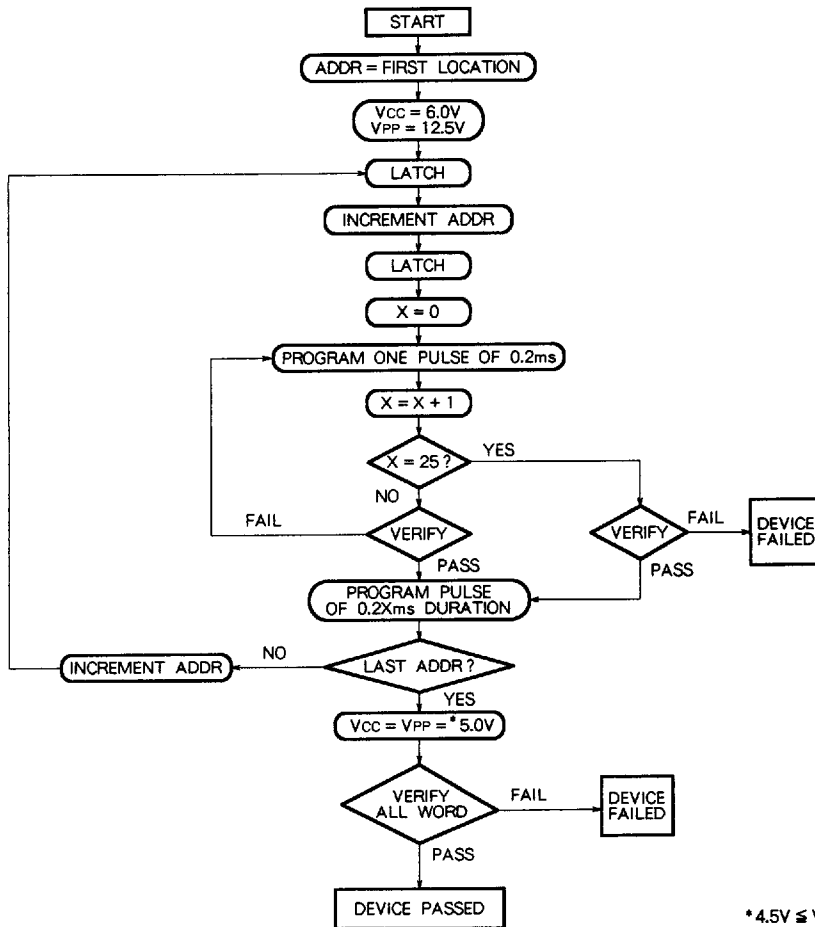 START
ADDR = FIRST LOCATION
VCC = 6.0V
VPP = 12.5V
LATCH
INCREMENT ADDR
LATCH
X = 0
PROGRAM ONE PULSE OF 0.2ms
X = X + 1
X = 25 ?
YES
NO
FAIL
VERIFY
VERIFY
FAIL
DEVICE
FAILED
PASS
PASS
PROGRAM PULSE
OF 0.2Xms DURATION
INCREMENT ADDR
NO
LAST ADDR ?
YES
VCC = VPP = *5.0V
VERIFY
ALL WORD
FAIL
DEVICE
FAILED
PASS
DEVICE PASSED
*4.5V ≦ V